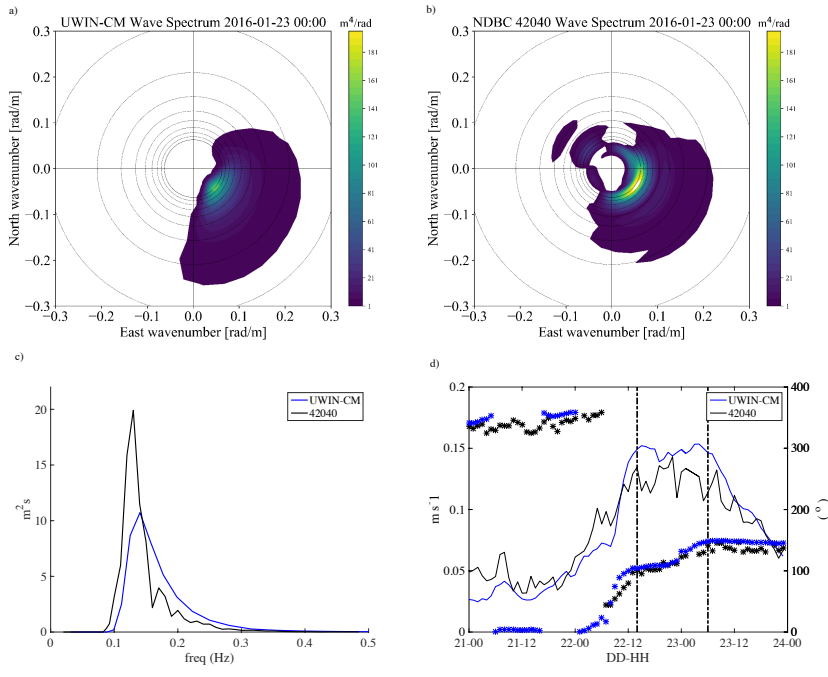 a)
UWIN-CM Wave Spectrum 2016-01-23 00:00
m⁴/rad
0.3
0.2
0.1
0.0
−0.1
−0.2
−0.3
North wavenumber [rad/m]
−0.3 −0.2 −0.1 0.0 0.1 0.2 0.3
East wavenumber [rad/m]
181
161
141
121
101
81
61
41
21
1
b)
NDBC 42040 Wave Spectrum 2016-01-23 00:00
m⁴/rad
0.3
0.2
0.1
0.0
−0.1
−0.2
−0.3
North wavenumber [rad/m]
−0.3 −0.2 −0.1 0.0 0.1 0.2 0.3
East wavenumber [rad/m]
181
161
141
121
101
81
61
41
21
1
c)
UWIN-CM
42040
20
15
10
5
0
m²s
0 0.1 0.2 0.3 0.4 0.5
freq (Hz)
d)
UWIN-CM
42040
0.2
0.15
0.1
0.05
0
m s⁻1
400
300
200
100
0
(°)
21-00 21-12 22-00 22-12 23-00 23-12 24-00
DD-HH